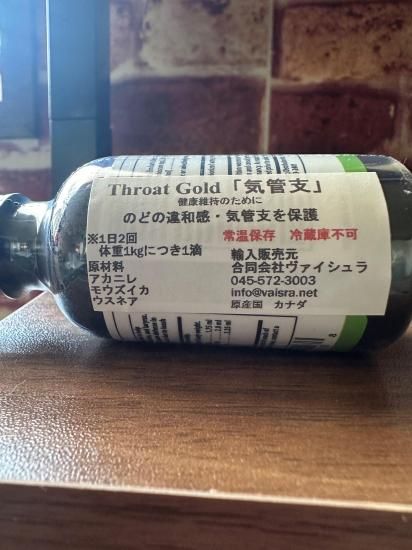 Throat Gold「気管支」
健康維持のために
のどの違和感・気管支を保護
※1日2回
体重1kgにつき1滴
原材料
アカニレ
モウズイカ
ウスネア
常温保存 冷蔵庫不可
輸入販売元
合同会社ヴァイシュラ
045-572-3003
info@vaisra.net
原産国 カナダ